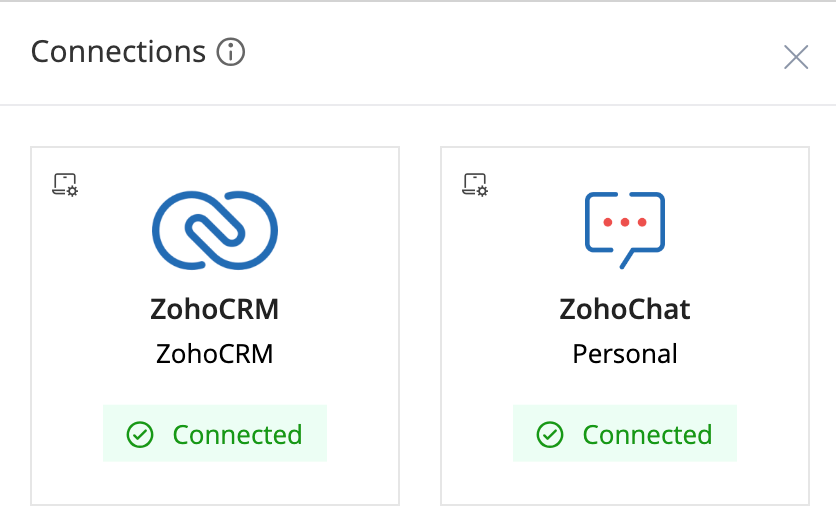 Connections
ZohoCRM
ZohoCRM
Connected
ZohoChat
Personal
Connected